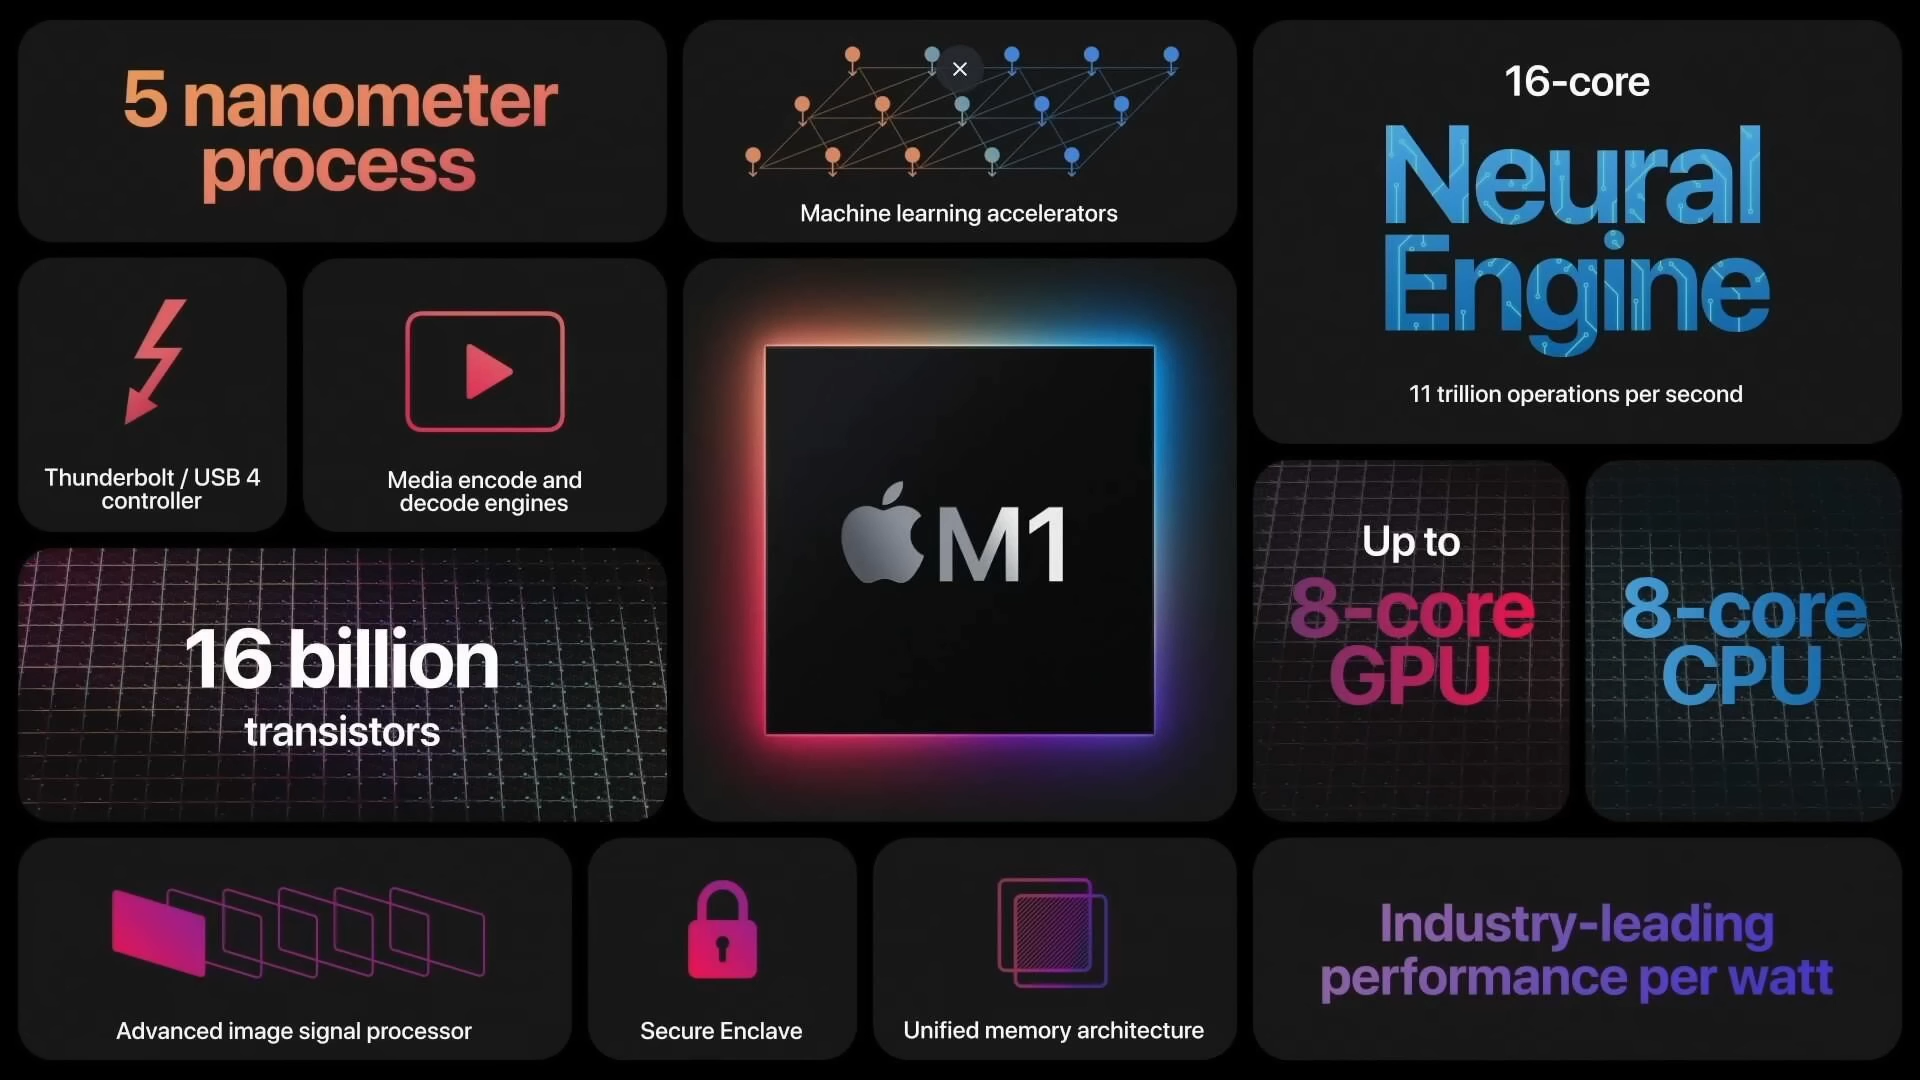 5 nanometer
process
Machine learning accelerators
16-core
Neural
Engine
11 trillion operations per second
Thunderbolt / USB 4
controller
Media encode and
decode engines
M1
Up to
8-core
GPU
8-core
CPU
16 billion
transistors
Advanced image signal processor
Secure Enclave
Unified memory architecture
Industry-leading
performance per watt